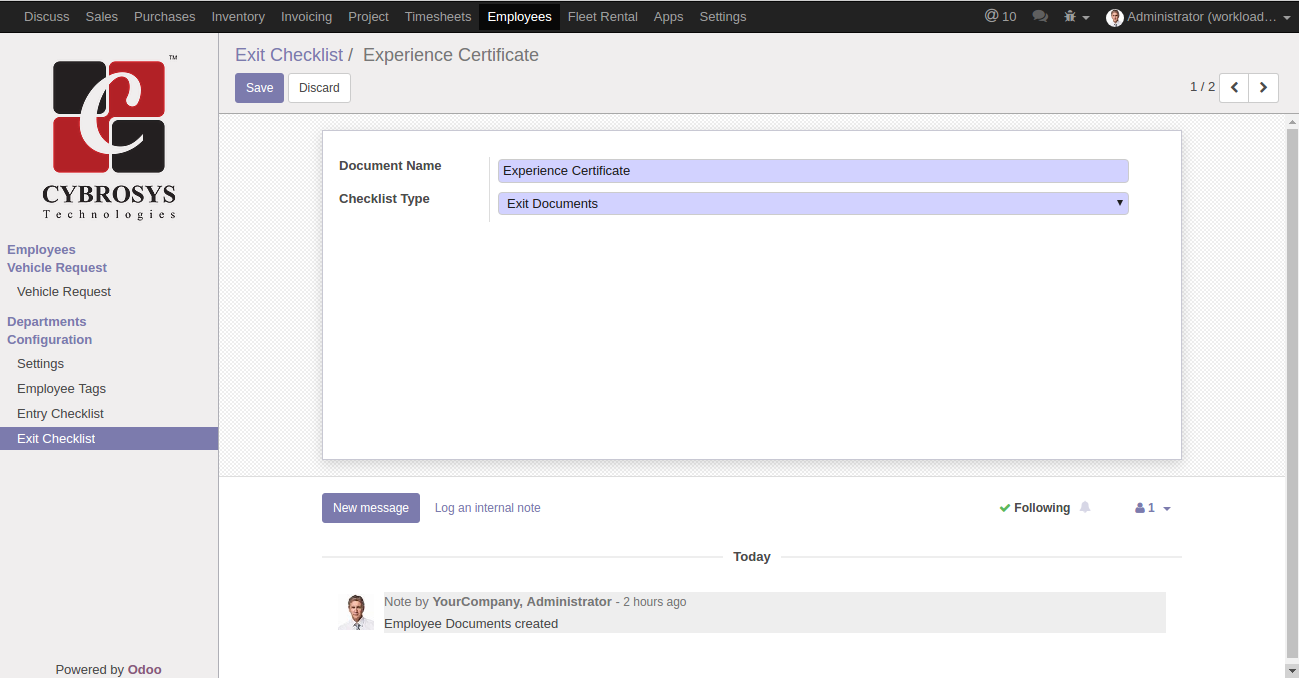 Discuss Sales Purchases Inventory Invoicing Project Timesheets Employees Fleet Rental Apps Settings @ 10 Administrator (workload...
Exit Checklist / Experience Certificate
Save Discard 1 / 2
TM
C
CYBROSYS
Technologies
Employees
Vehicle Request
Vehicle Request
Departments
Configuration
Settings
Employee Tags
Entry Checklist
Exit Checklist
Powered by Odoo
Document Name Experience Certificate
Checklist Type Exit Documents
New message Log an internal note Following 1
Today
Note by YourCompany, Administrator - 2 hours ago
Employee Documents created